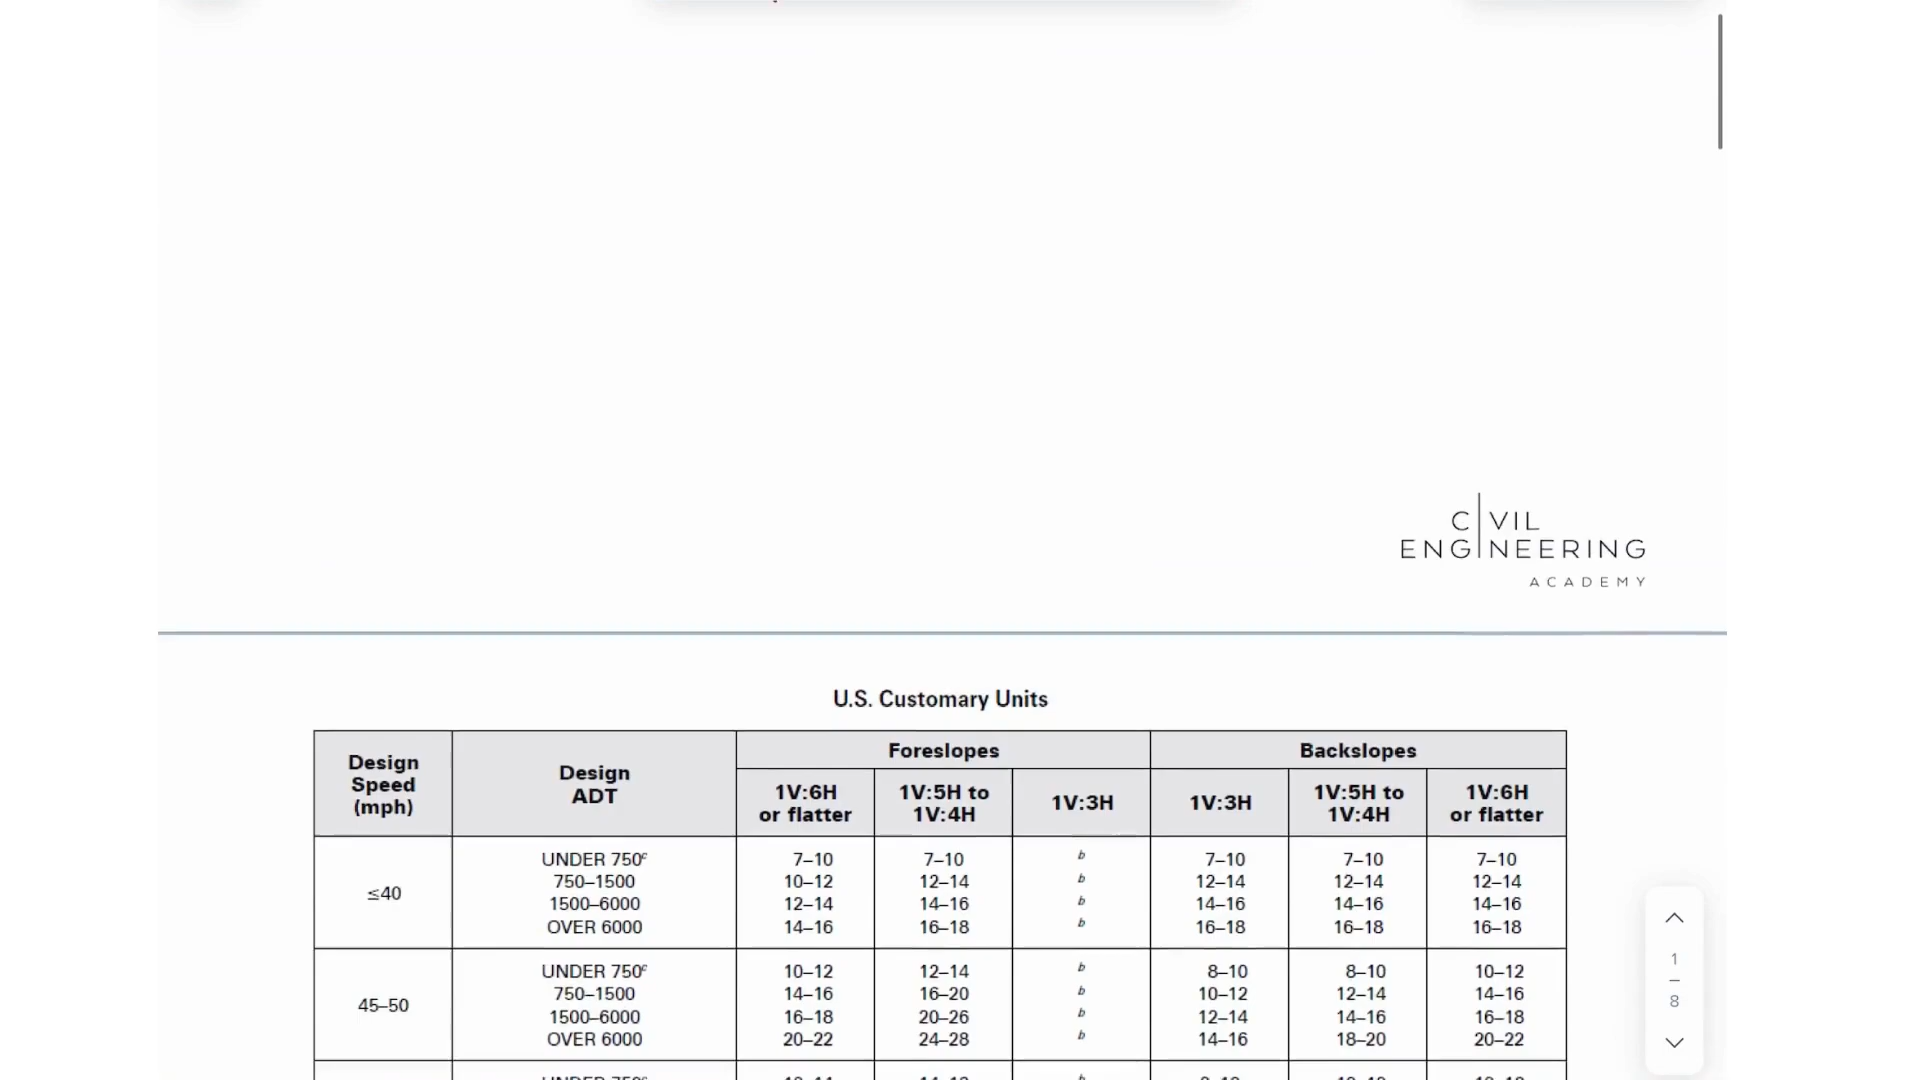 C|VIL
ENG|NEERING
ACADEMY
U.S. Customary Units
Design Speed (mph) Design ADT Foreslopes Backslopes
1V:6H or flatter 1V:5H to 1V:4H 1V:3H 1V:3H 1V:5H to 1V:4H 1V:6H or flatter
≤40
UNDER 750c 7–10 7–10 b 7–10 7–10 7–10
750–1500 10–12 12–14 b 12–14 12–14 12–14
1500–6000 12–14 14–16 b 14–16 14–16 14–16
OVER 6000 14–16 16–18 b 16–18 16–18 16–18
45–50
UNDER 750c 10–12 12–14 b 8–10 8–10 10–12
750–1500 14–16 16–20 b 10–12 12–14 14–16
1500–6000 16–18 20–26 b 12–14 14–16 16–18
OVER 6000 20–22 24–28 b 14–16 18–20 20–22
1
8